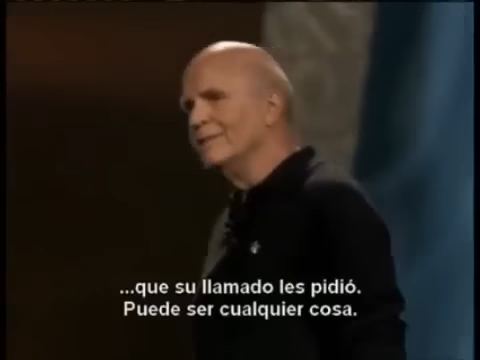 ...que su llamado les pidió.
Puede ser cualquier cosa.